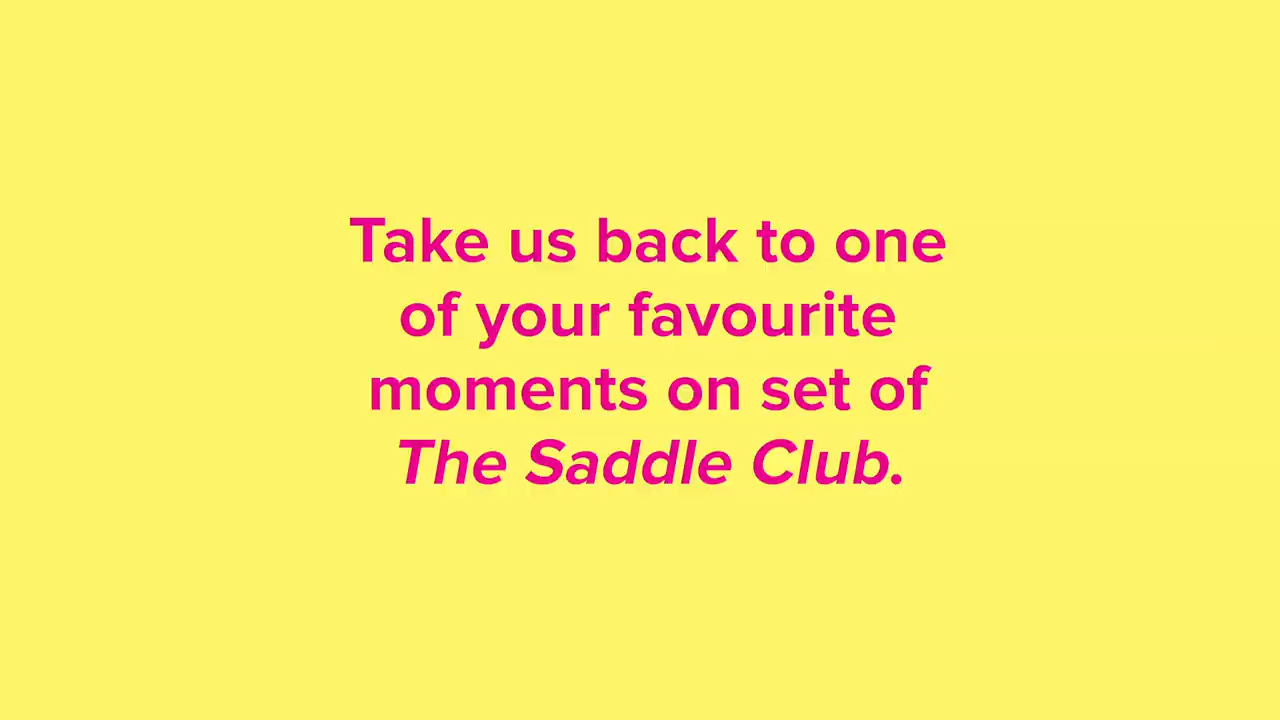 Take us back to one
of your favourite
moments on set of
The Saddle Club.